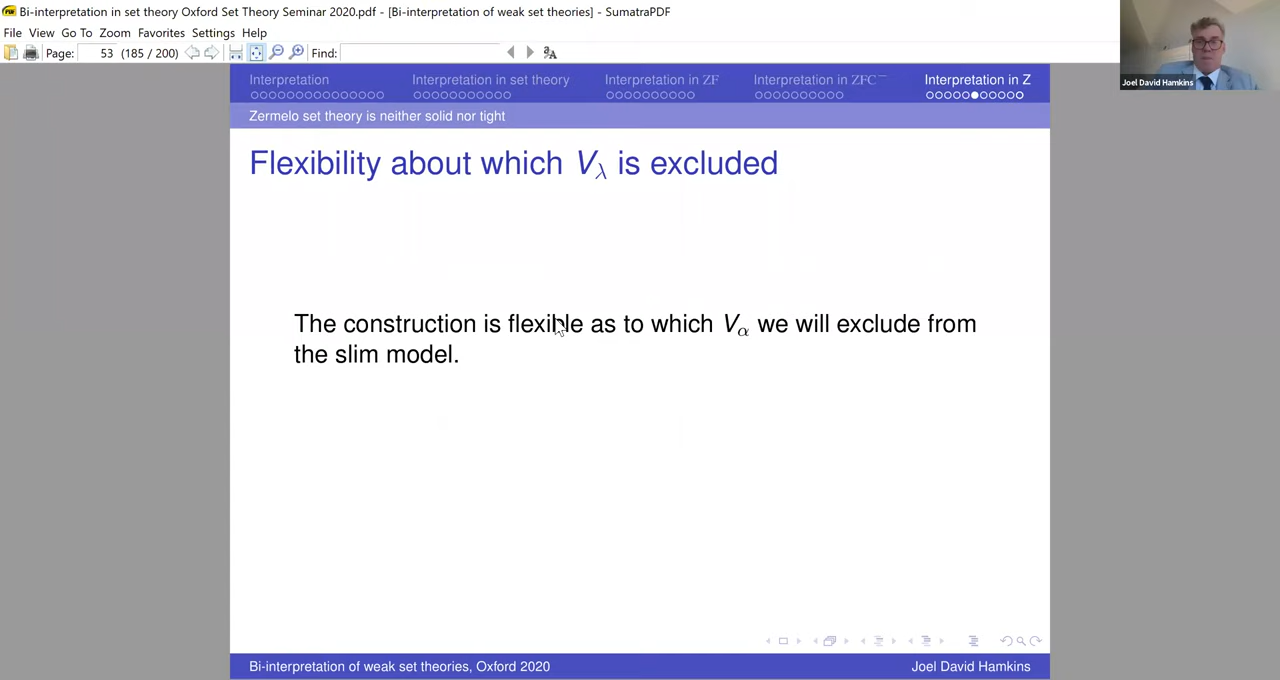 Bi-interpretation in set theory Oxford Set Theory Seminar 2020.pdf - [Bi-interpretation of weak set theories] - SumatraPDF
File View Go To Zoom Favorites Settings Help
Page: 53 (185 / 200) Find:
Joel David Hamkins
Interpretation Interpretation in set theory Interpretation in ZF Interpretation in ZFC⁻ Interpretation in Z
Zermelo set theory is neither solid nor tight
Flexibility about which V_λ is excluded
The construction is flexible as to which V_α we will exclude from
the slim model.
Bi-interpretation of weak set theories, Oxford 2020 Joel David Hamkins